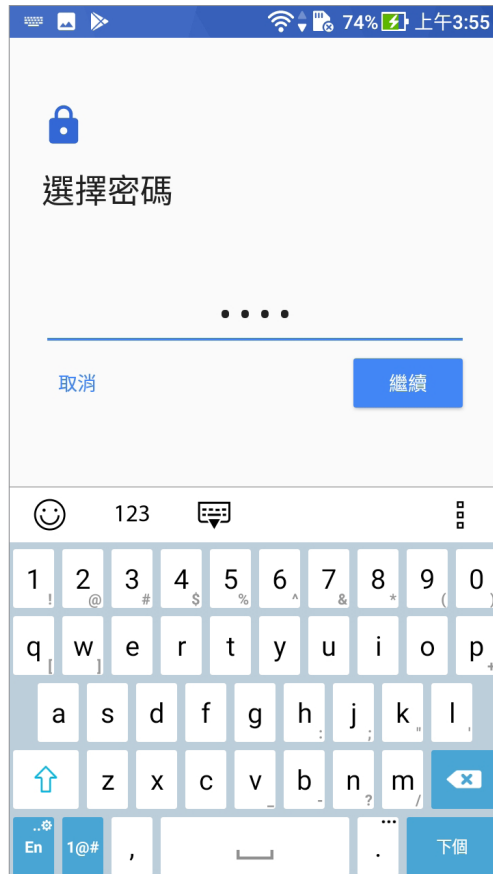 74% 上午3:55
選擇密碼
••••
取消 繼續
123
1 ! 2 @ 3 # 4 $ 5 % 6 ^ 7 & 8 * 9 ( 0 )
q [ w ] e r t y u i o p +
a s d f g h : j ; k " l '
z x c v _ b - n ? m /
En 1@# , . 下個